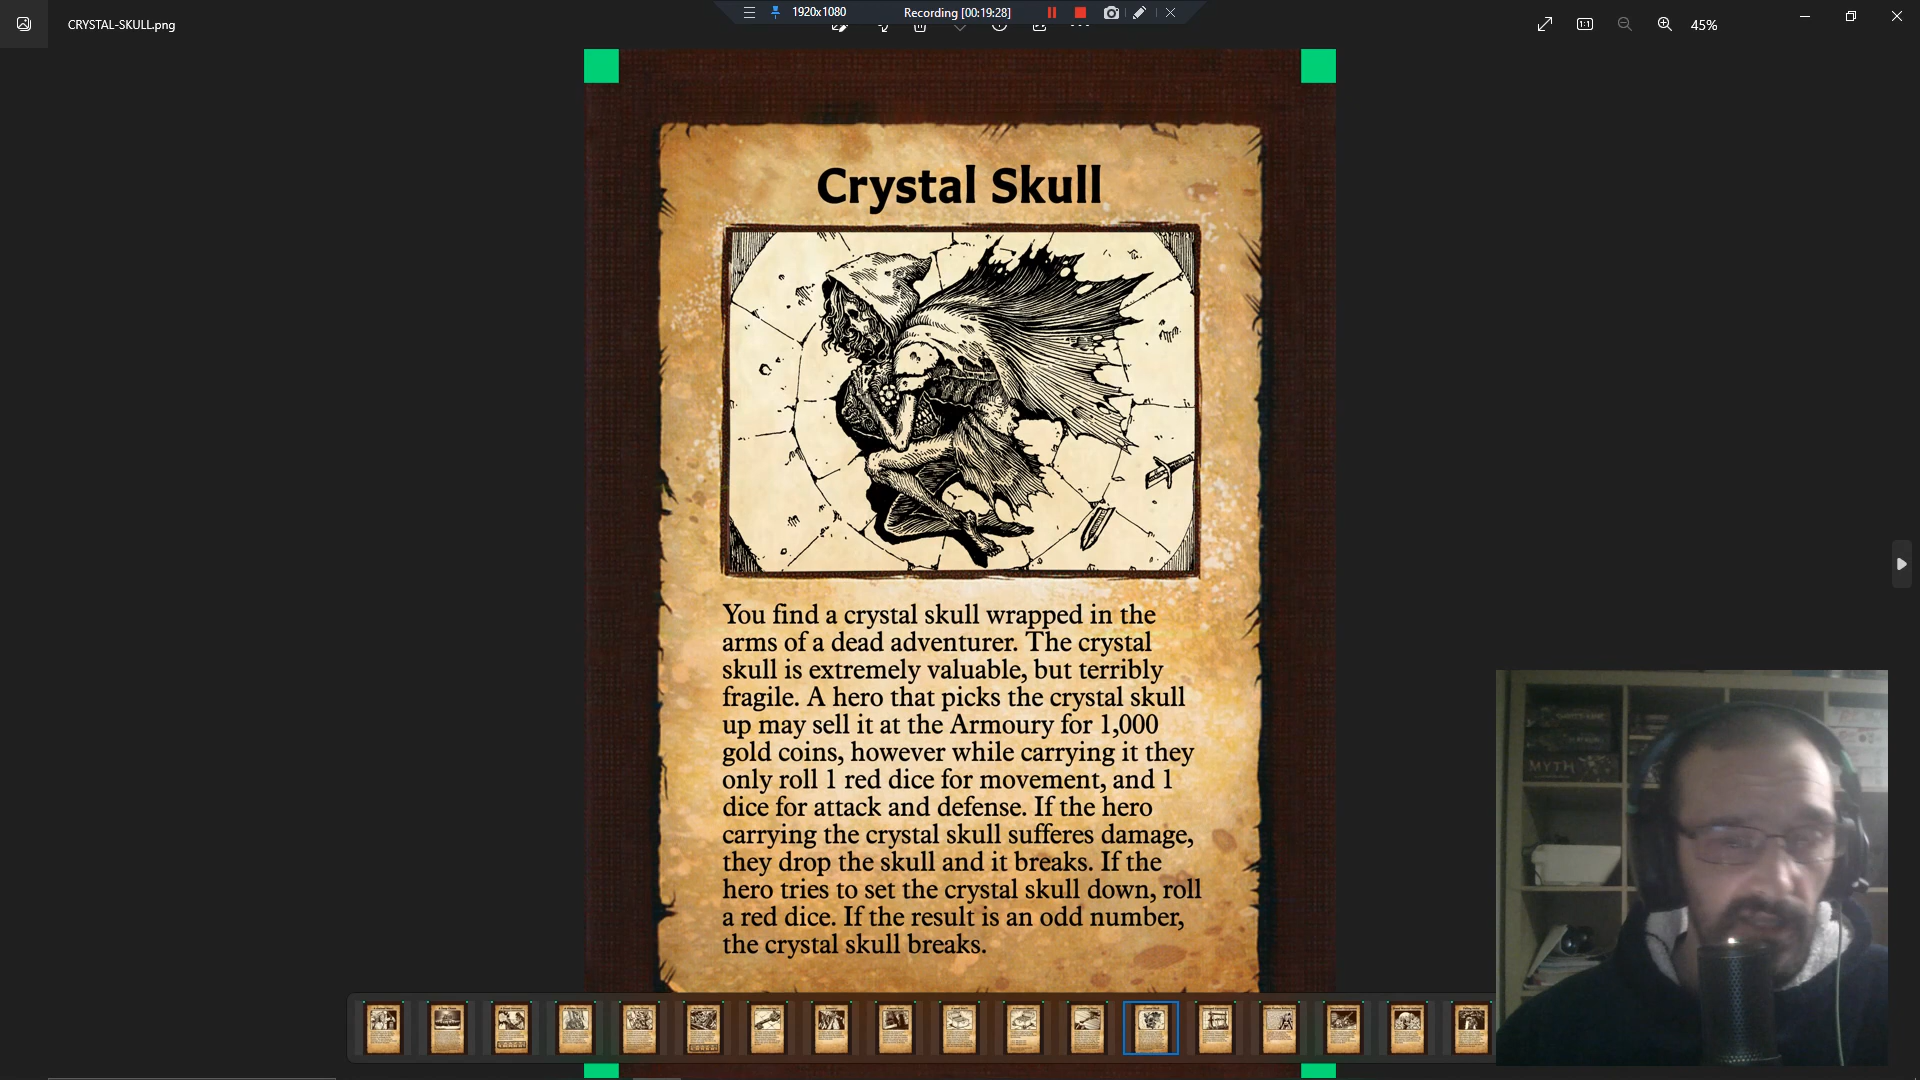 CRYSTAL-SKULL.png
1920x1080
Recording [00:19:28]
45%
Crystal Skull
You find a crystal skull wrapped in the
arms of a dead adventurer. The crystal
skull is extremely valuable, but terribly
fragile. A hero that picks the crystal skull
up may sell it at the Armoury for 1,000
gold coins, however while carrying it they
only roll 1 red dice for movement, and 1
dice for attack and defense. If the hero
carrying the crystal skull sufferes damage,
they drop the skull and it breaks. If the
hero tries to set the crystal skull down, roll
a red dice. If the result is an odd number,
the crystal skull breaks.
MYTH